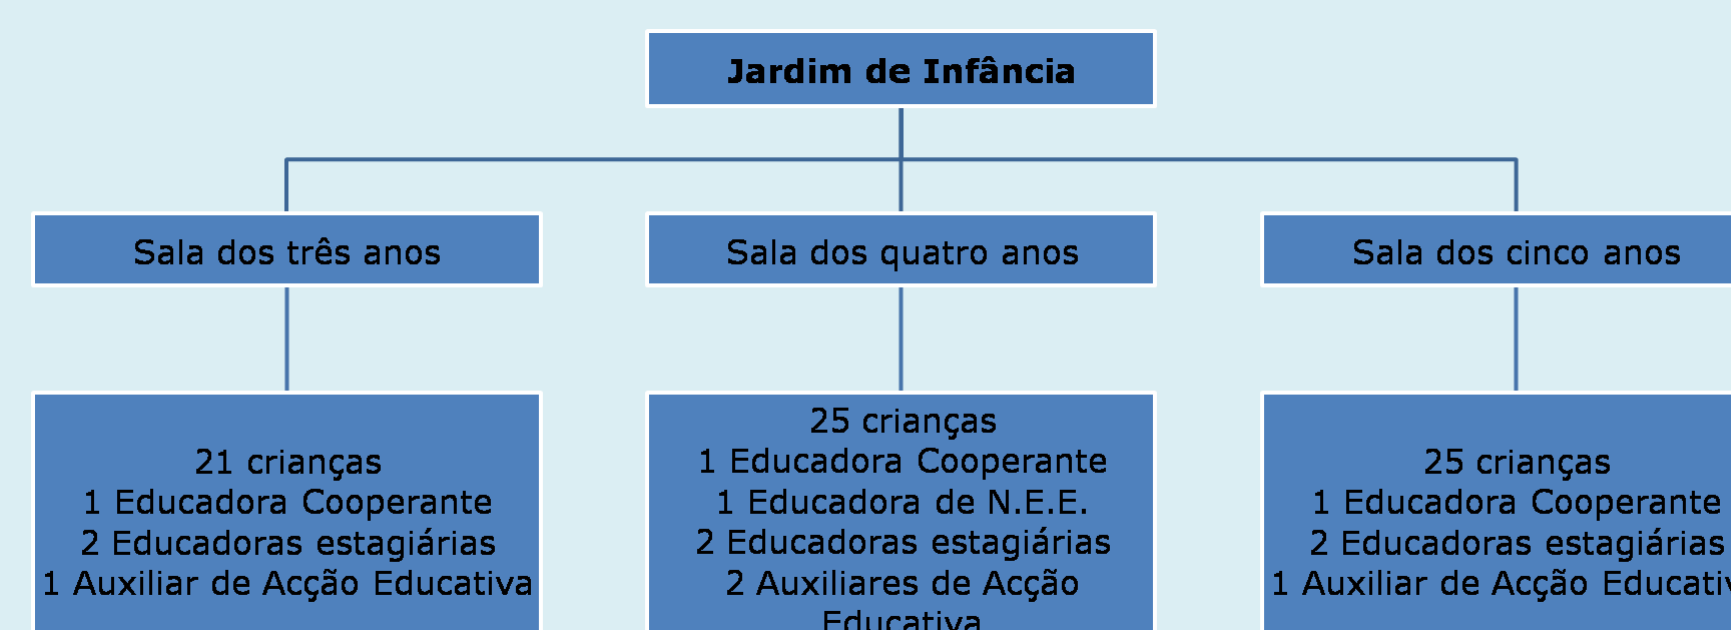 Jardim de Infância
Sala dos três anos
Sala dos quatro anos
Sala dos cinco anos
21 crianças
1 Educadora Cooperante
2 Educadoras estagiárias
1 Auxiliar de Acção Educativa
25 crianças
1 Educadora Cooperante
1 Educadora de N.E.E.
2 Educadoras estagiárias
2 Auxiliares de Acção
Educativa
25 crianças
1 Educadora Cooperante
2 Educadoras estagiárias
1 Auxiliar de Acção